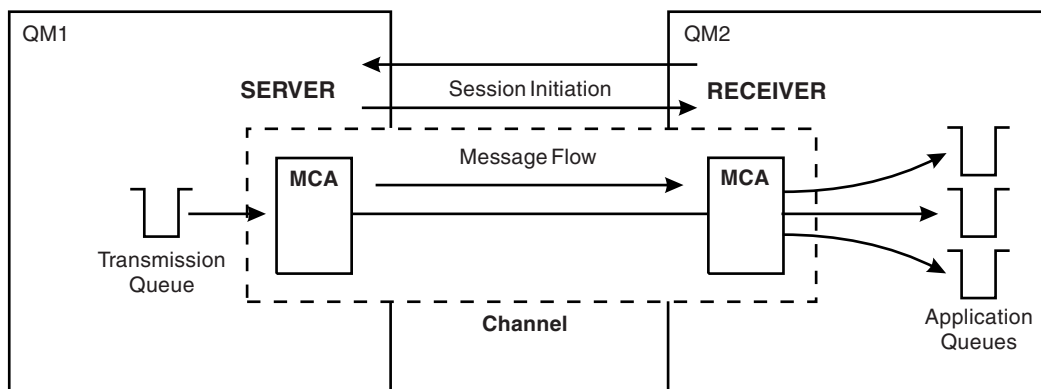 QM1
QM2
SERVER
Session Initiation
RECEIVER
Message Flow
MCA
MCA
Transmission
Queue
Channel
Application
Queues